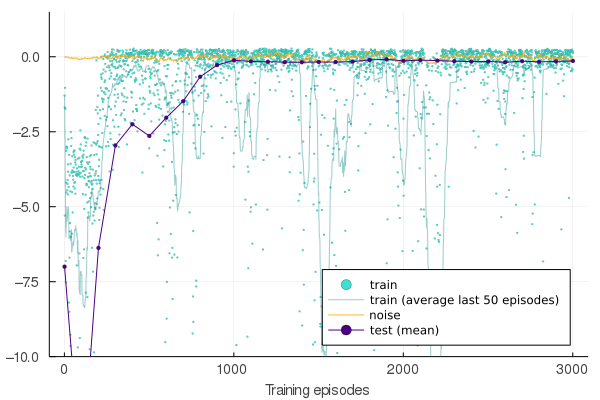 0.0
−2.5
−5.0
−7.5
−10.0
0
1000
2000
3000
Training episodes
train
train (average last 50 episodes)
noise
test (mean)